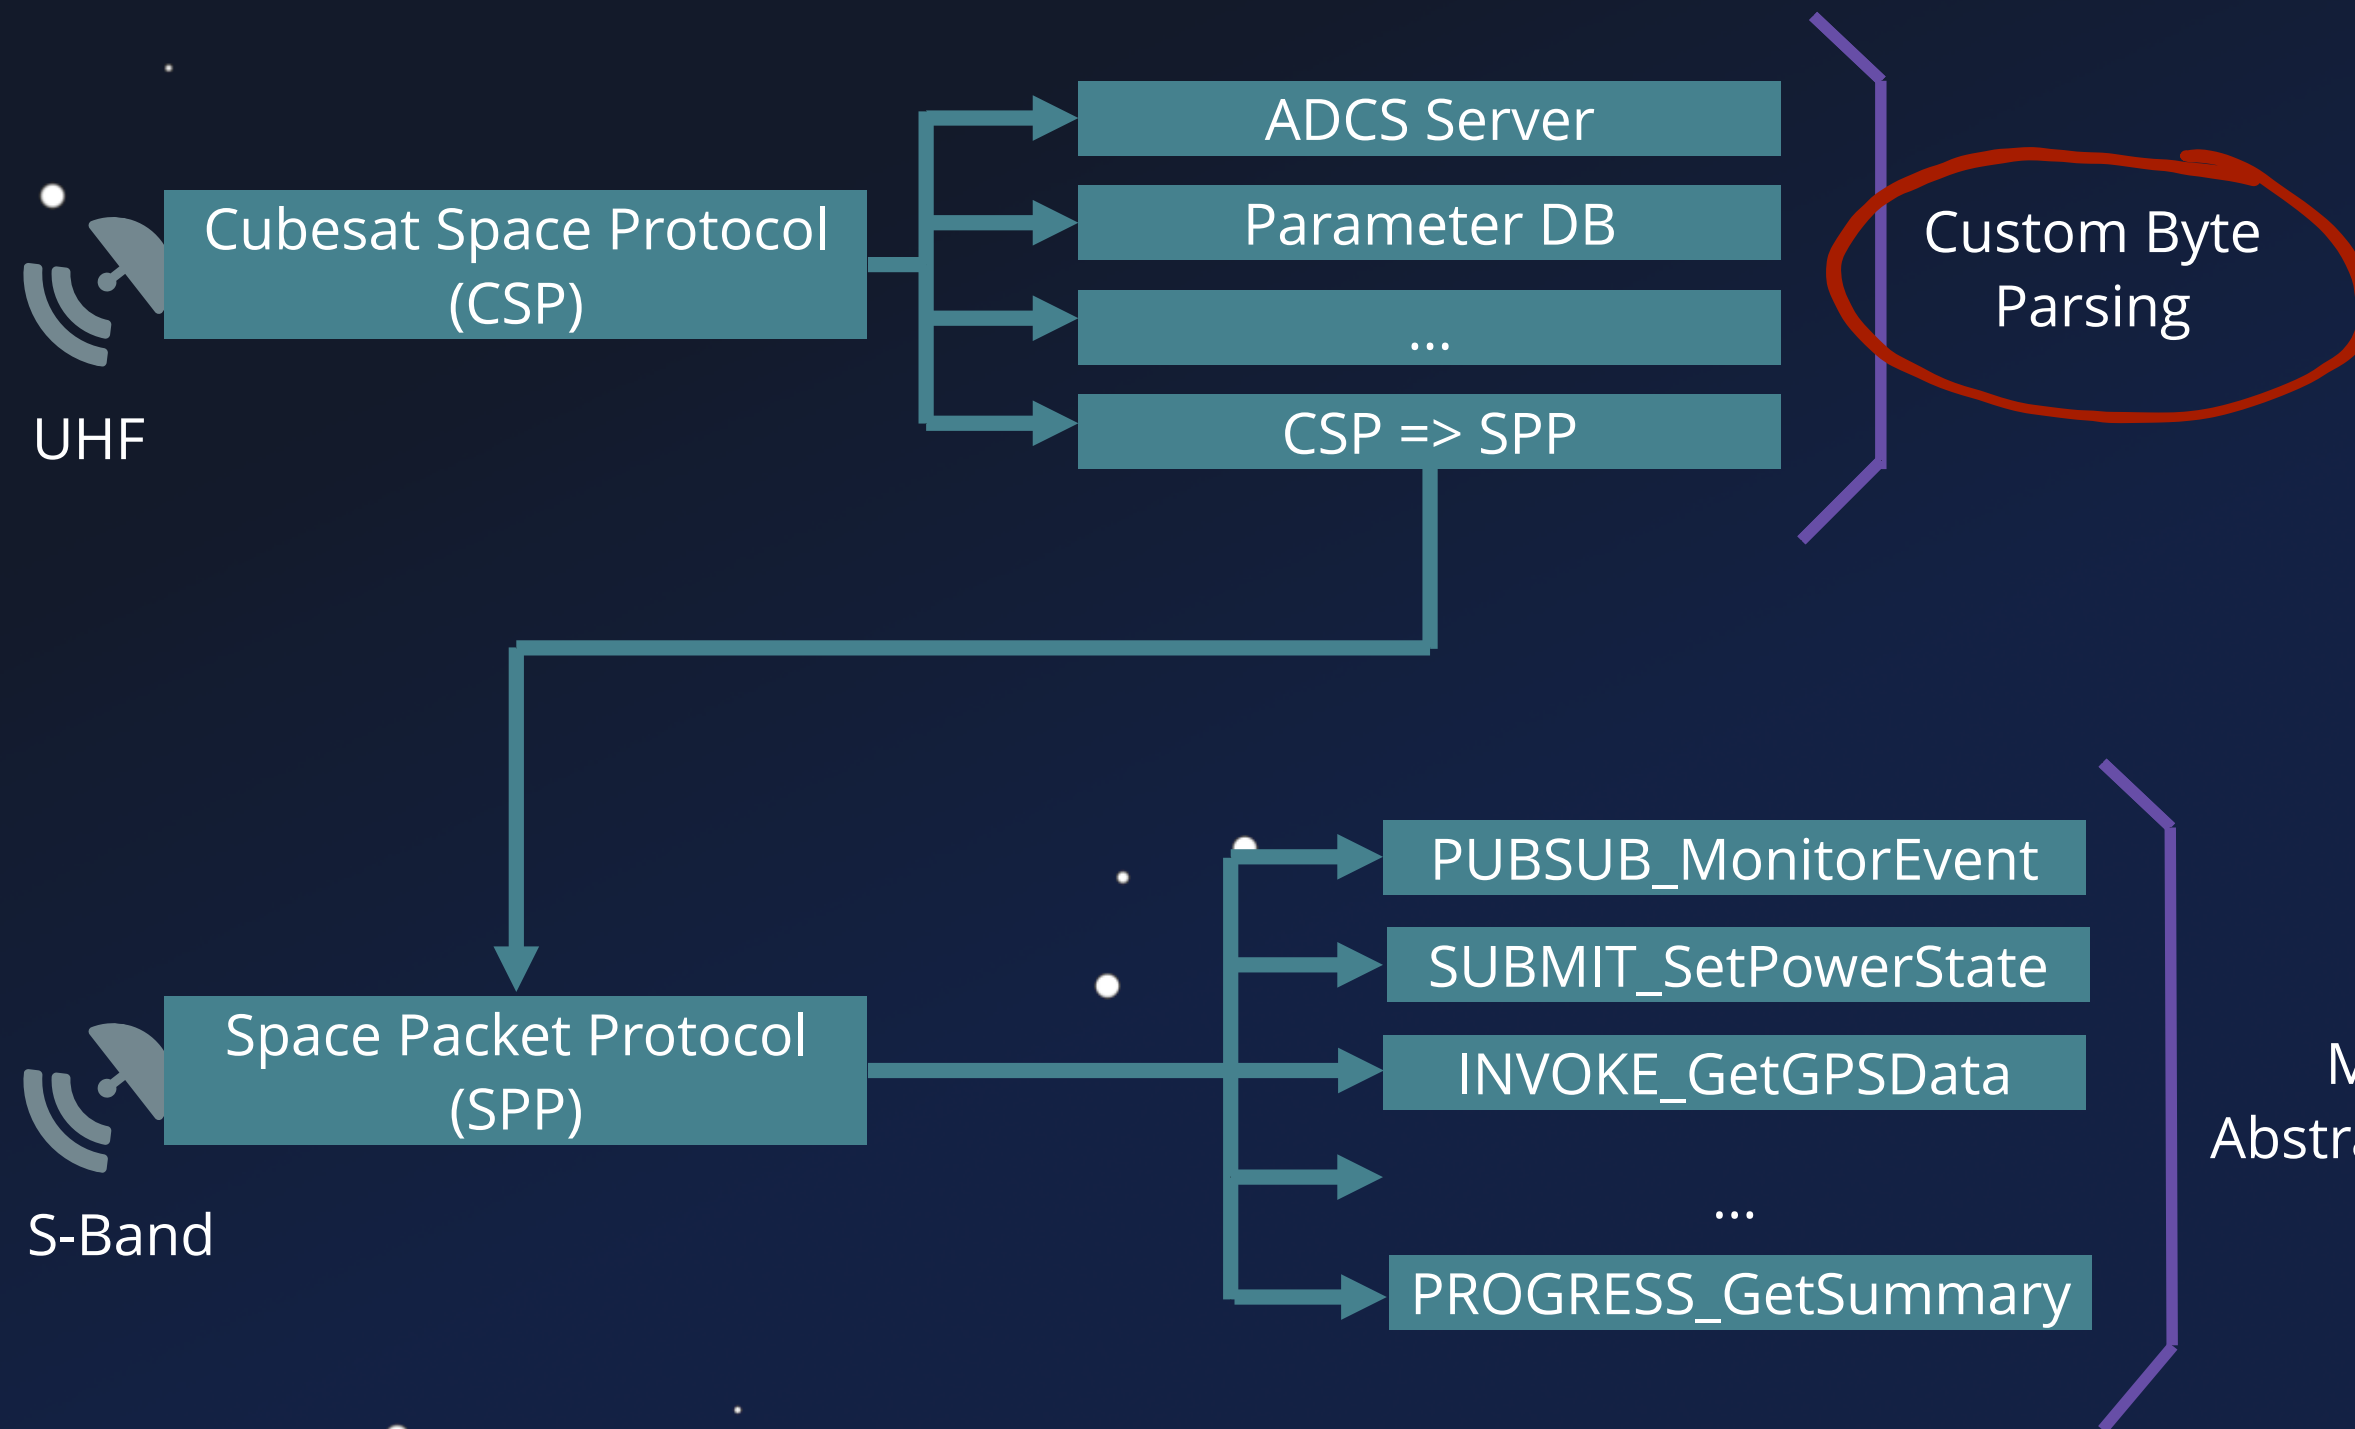 UHF
Cubesat Space Protocol
(CSP)
ADCS Server
Parameter DB
...
CSP => SPP
Custom Byte
Parsing
S-Band
Space Packet Protocol
(SPP)
PUBSUB_MonitorEvent
SUBMIT_SetPowerState
INVOKE_GetGPSData
...
PROGRESS_GetSummary